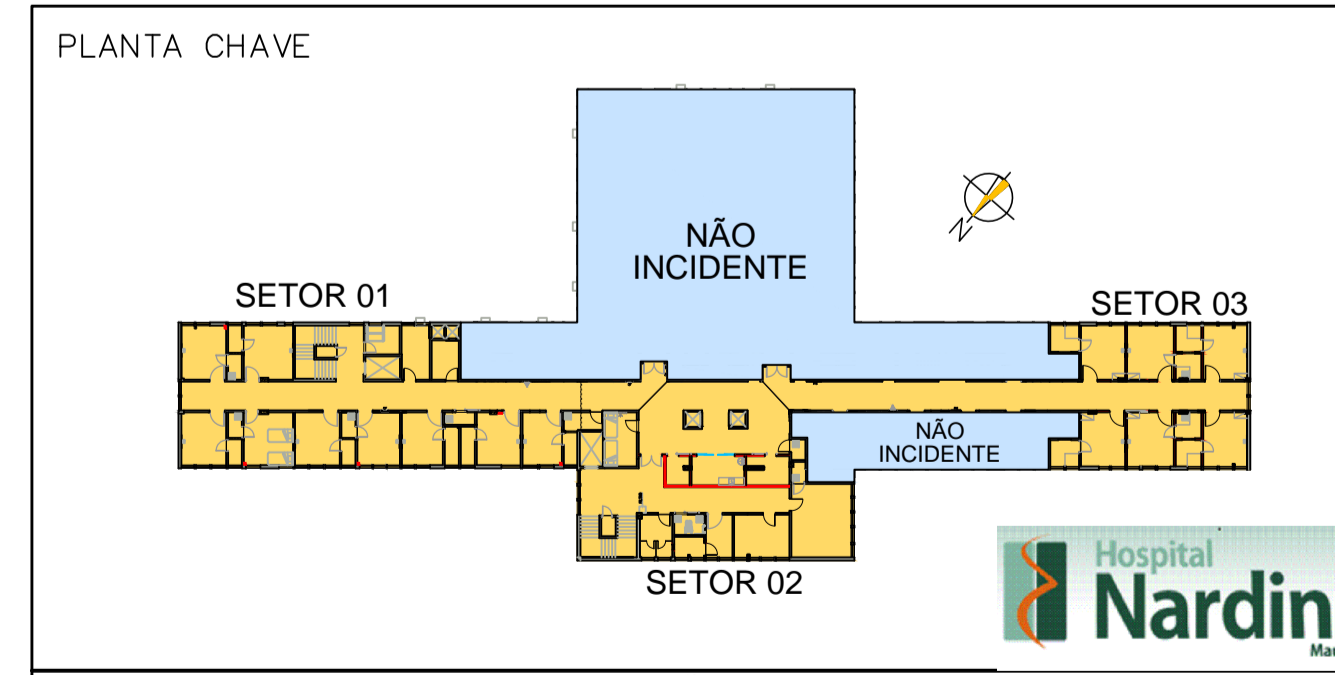 PLANTA CHAVE
NÃO
INCIDENTE
N
SETOR 01
SETOR 03
NÃO
INCIDENTE
SETOR 02
Hospital
Nardin